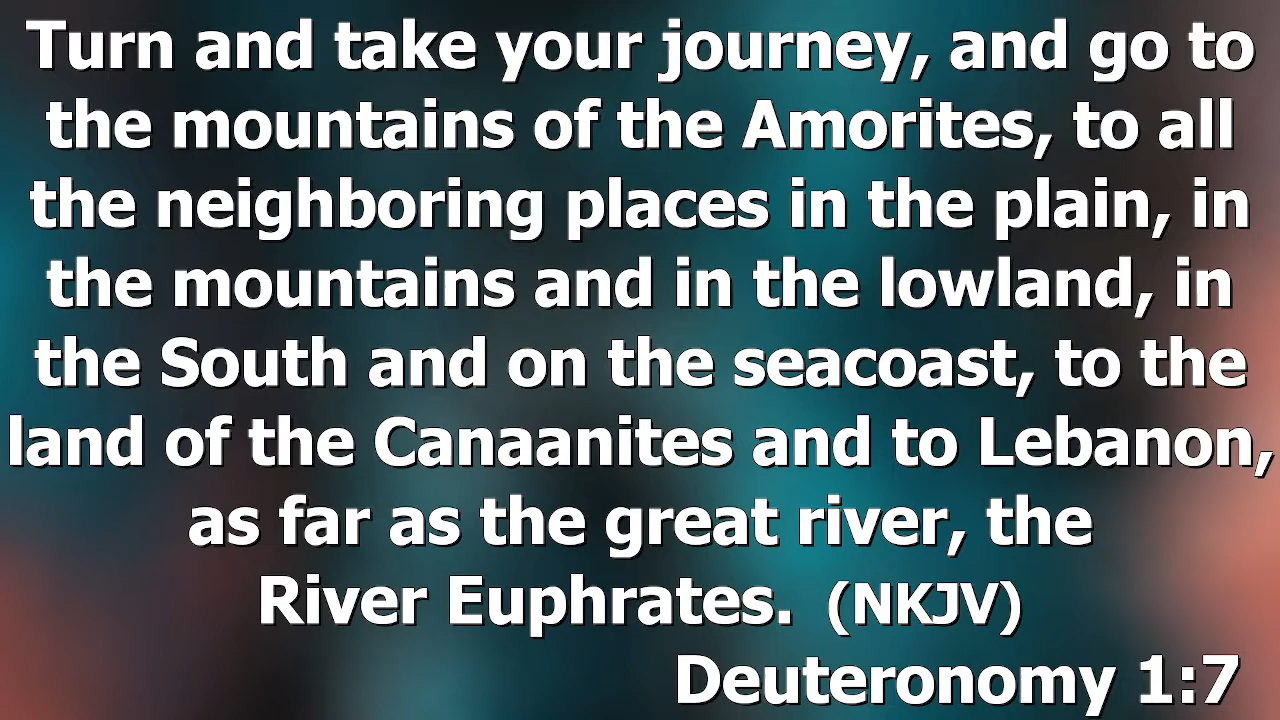 Turn and take your journey, and go to
the mountains of the Amorites, to all
the neighboring places in the plain, in
the mountains and in the lowland, in
the South and on the seacoast, to the
land of the Canaanites and to Lebanon,
as far as the great river, the
River Euphrates. (NKJV)
Deuteronomy 1:7